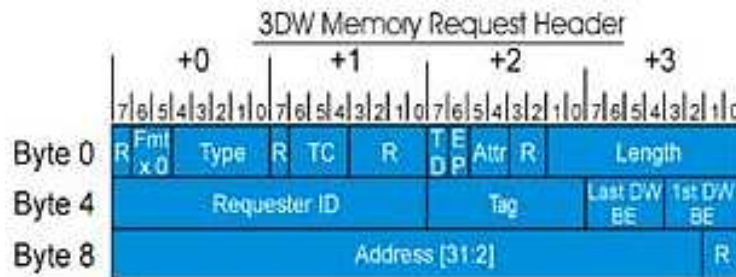 3DW Memory Request Header
+0 +1 +2 +3
7 6 5 4 3 2 1 0 7 6 5 4 3 2 1 0 7 6 5 4 3 2 1 0 7 6 5 4 3 2 1 0
Byte 0 R Fmt x 0 Type R TC R T D E P Attr R Length
Byte 4 Requester ID Tag Last DW BE 1st DW BE
Byte 8 Address [31:2] R